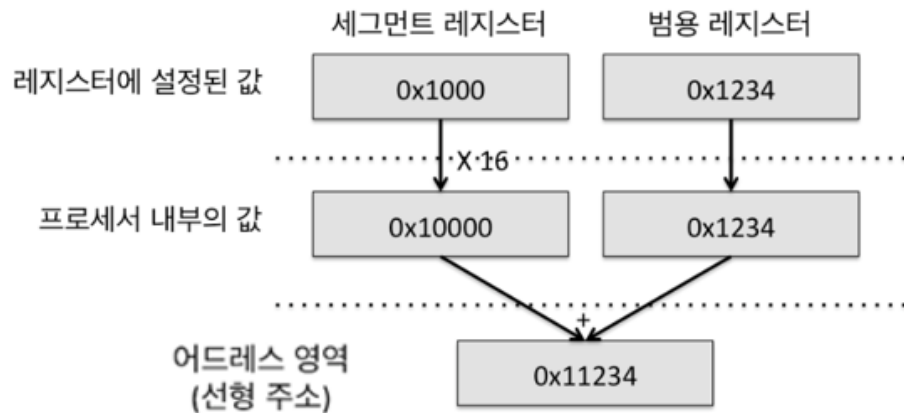 세그먼트 레지스터 범용 레지스터
레지스터에 설정된 값 0x1000 0x1234
X 16
프로세서 내부의 값 0x10000 0x1234
+
어드레스 영역
(선형 주소) 0x11234